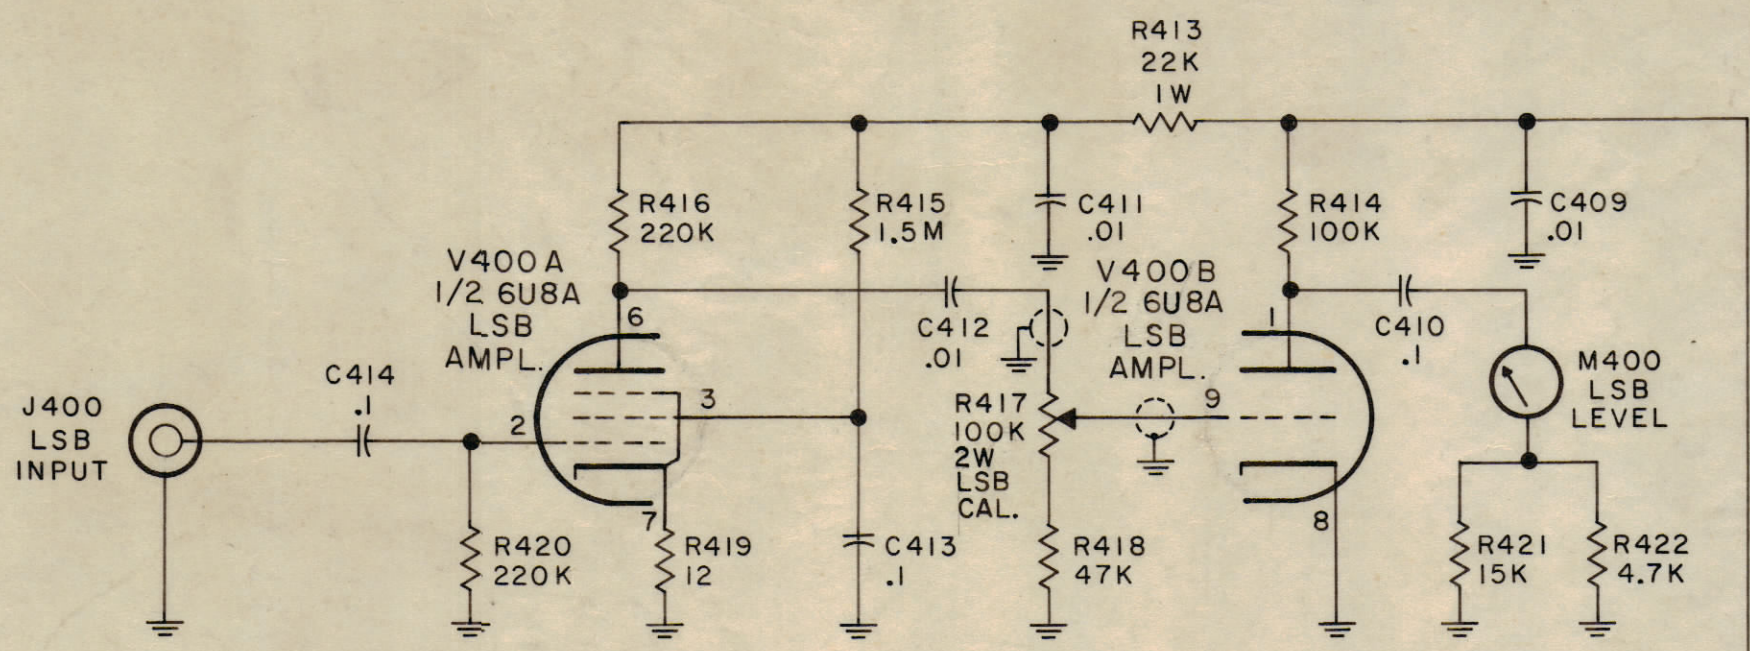 R413
22K
1W
R416
220K
R415
1.5M
C411
.01
R414
100K
C409
.01
V400A
1/2 6U8A
LSB
AMPL.
6
C412
.01
V400B
1/2 6U8A
LSB
AMPL.
1
C410
.1
M400
LSB
LEVEL
J400
LSB
INPUT
C414
.1
2
3
7
R417
100K
2W
LSB
CAL.
9
8
R420
220K
R419
12
C413
.1
R418
47K
R421
15K
R422
4.7K